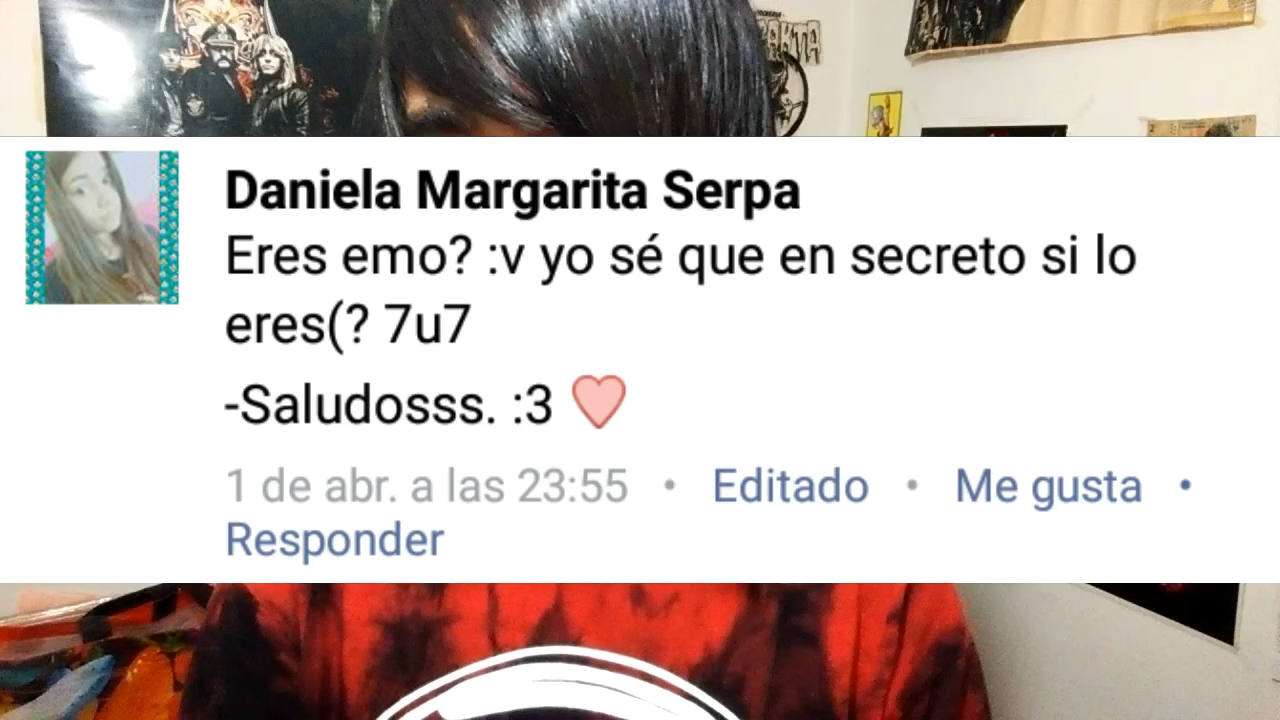 Daniela Margarita Serpa
Eres emo? :v yo sé que en secreto si lo
eres(? 7u7
-Saludosss. :3 ♥
1 de abr. a las 23:55 • Editado • Me gusta •
Responder